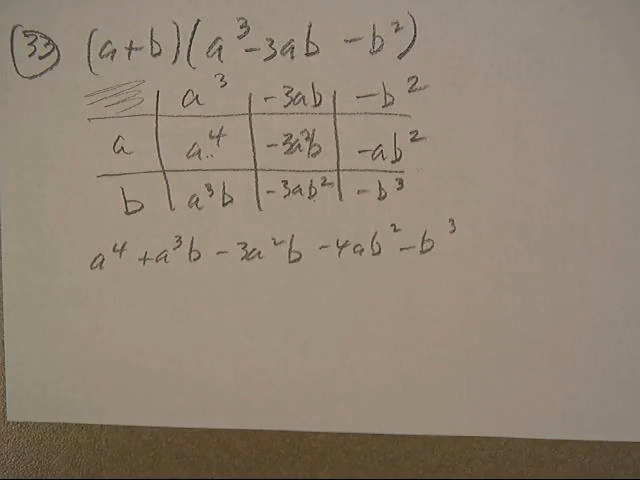 33 (a+b)(a³-3ab-b²)
a³ -3ab -b²
a a⁴ -3a²b -ab²
b a³b -3ab² -b³
a⁴+a³b-3a²b-4ab²-b³